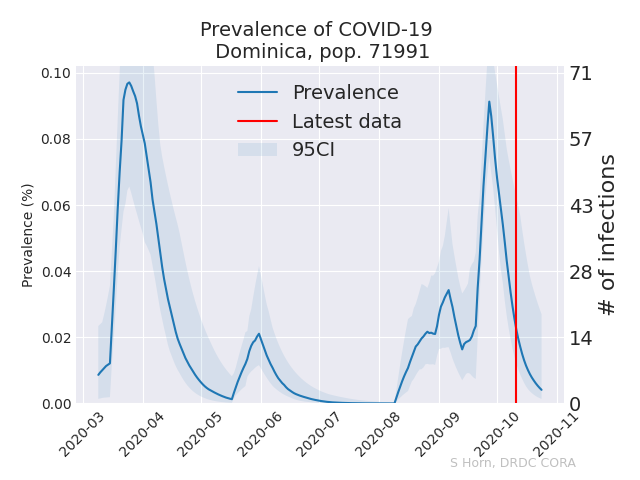 Prevalence of COVID-19
Dominica, pop. 71991
Prevalence
Latest data
95CI
Prevalence (%)
0.10
0.08
0.06
0.04
0.02
0.00
71
57
43
28
14
0
# of infections
2020-03
2020-04
2020-05
2020-06
2020-07
2020-08
2020-09
2020-10
2020-11
S Horn, DRDC CORA